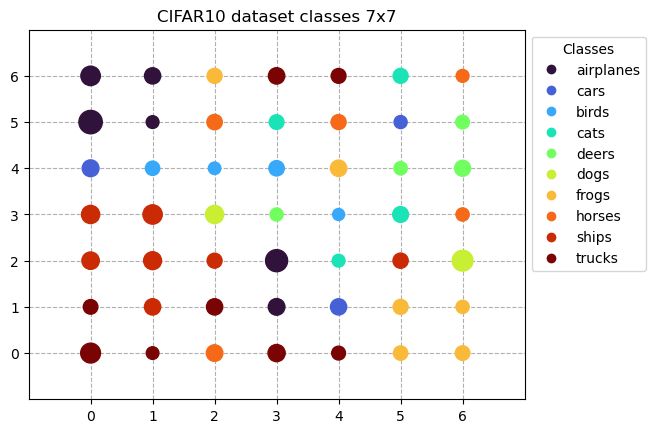 CIFAR10 dataset classes 7x7
Classes
airplanes
cars
birds
cats
deers
dogs
frogs
horses
ships
trucks
6
5
4
3
2
1
0
0 1 2 3 4 5 6